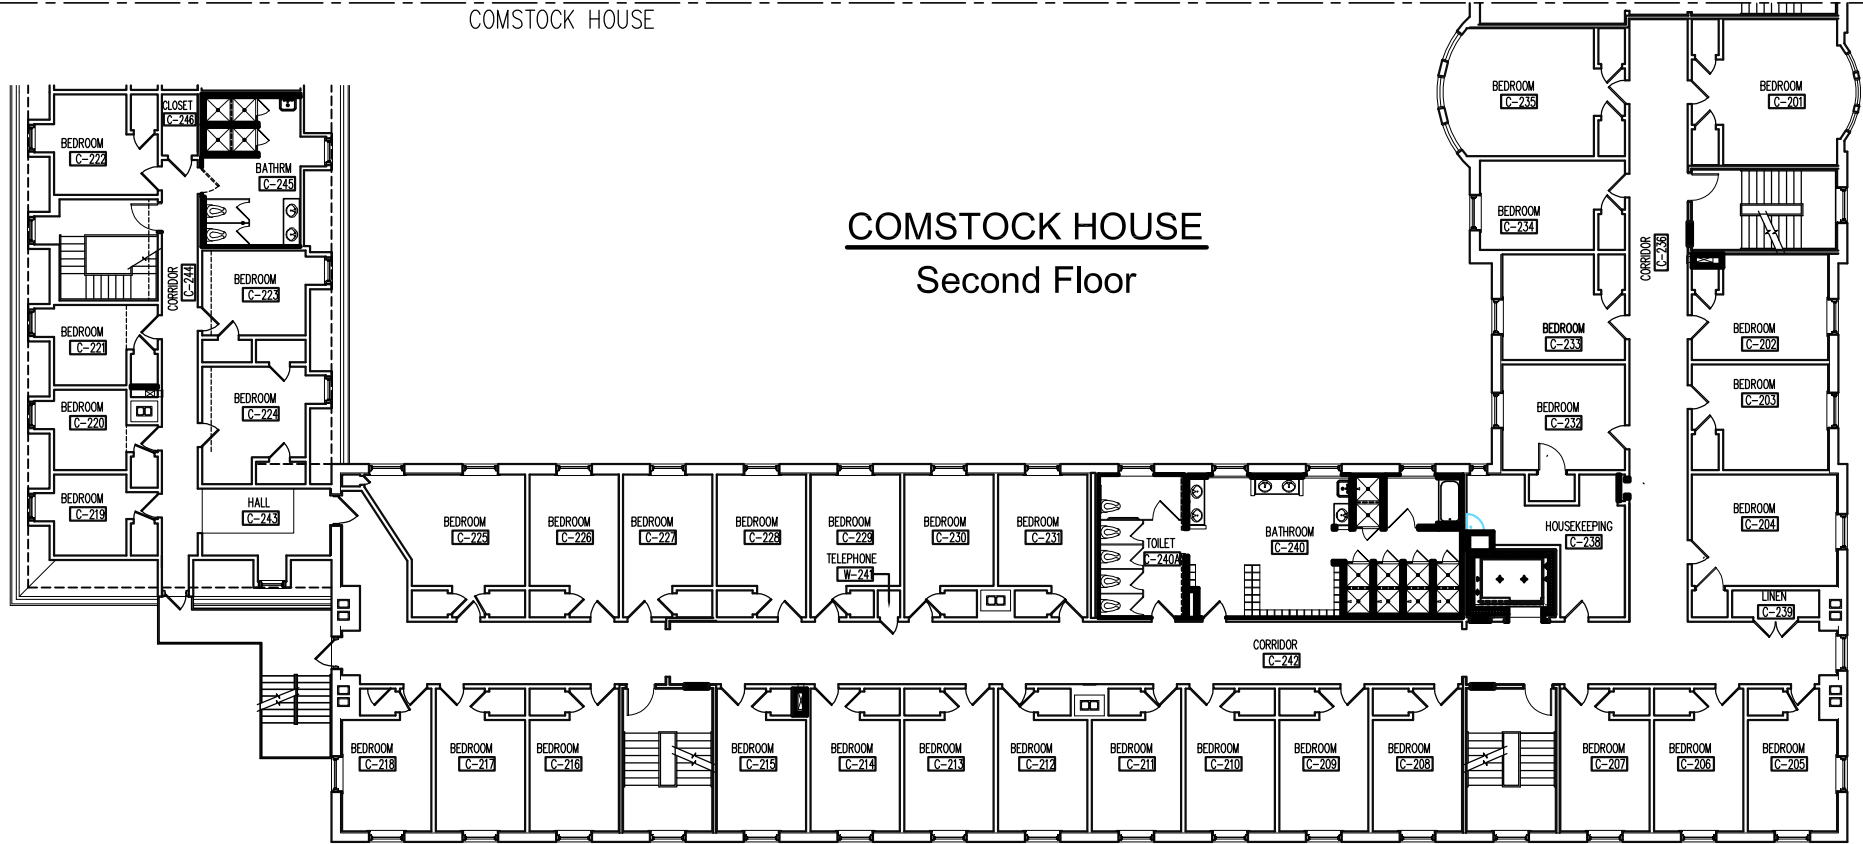 COMSTOCK HOUSE
COMSTOCK HOUSE
Second Floor
BEDROOM
C-222
CLOSET
C-246
BATHRM
C-245
CORRIDOR
C-244
BEDROOM
C-223
BEDROOM
C-221
BEDROOM
C-224
BEDROOM
C-220
BEDROOM
C-219
HALL
C-243
BEDROOM
C-235
BEDROOM
C-201
BEDROOM
C-234
CORRIDOR
C-236
BEDROOM
C-233
BEDROOM
C-202
BEDROOM
C-232
BEDROOM
C-203
BEDROOM
C-204
HOUSEKEEPING
C-238
LINEN
C-239
BEDROOM
C-225
BEDROOM
C-226
BEDROOM
C-227
BEDROOM
C-228
BEDROOM
C-229
TELEPHONE
W-241
BEDROOM
C-230
BEDROOM
C-231
TOILET
C-240A
BATHROOM
C-240
CORRIDOR
C-242
BEDROOM
C-218
BEDROOM
C-217
BEDROOM
C-216
BEDROOM
C-215
BEDROOM
C-214
BEDROOM
C-213
BEDROOM
C-212
BEDROOM
C-211
BEDROOM
C-210
BEDROOM
C-209
BEDROOM
C-208
BEDROOM
C-207
BEDROOM
C-206
BEDROOM
C-205